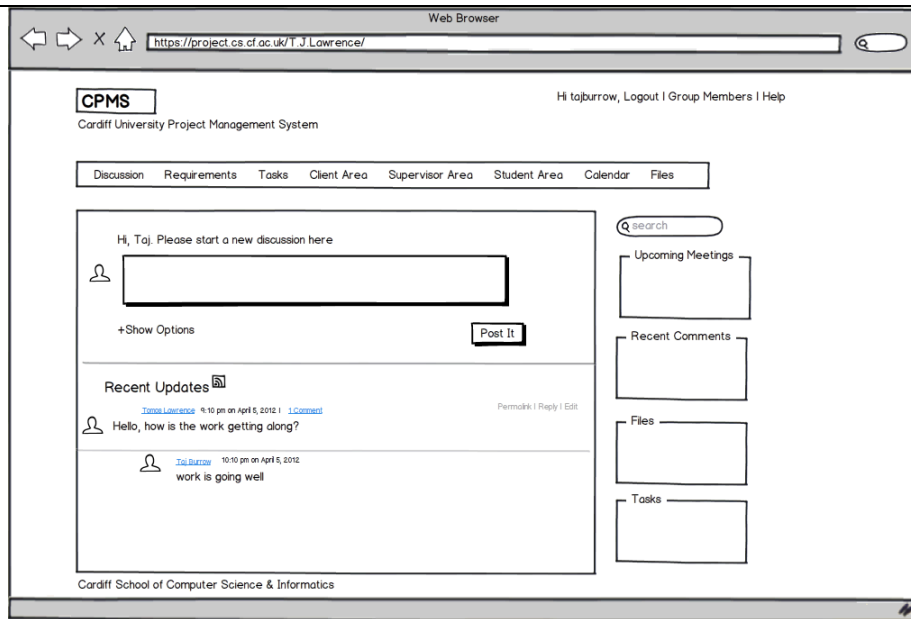 Web Browser
https://project.cs.cf.ac.uk/T.J.Lawrence/
CPMS
Hi tajburrow, Logout | Group Members | Help
Cardiff University Project Management System
Discussion Requirements Tasks Client Area Supervisor Area Student Area Calendar Files
Hi, Taj. Please start a new discussion here
+Show Options
Post It
Recent Updates
Tomos Lawrence 9:10 pm on April 5, 2012 | 1 Comment
Permalink | Reply | Edit
Hello, how is the work getting along?
Taj Burrow 10:10 pm on April 5, 2012
work is going well
search
Upcoming Meetings
Recent Comments
Files
Tasks
Cardiff School of Computer Science & Informatics